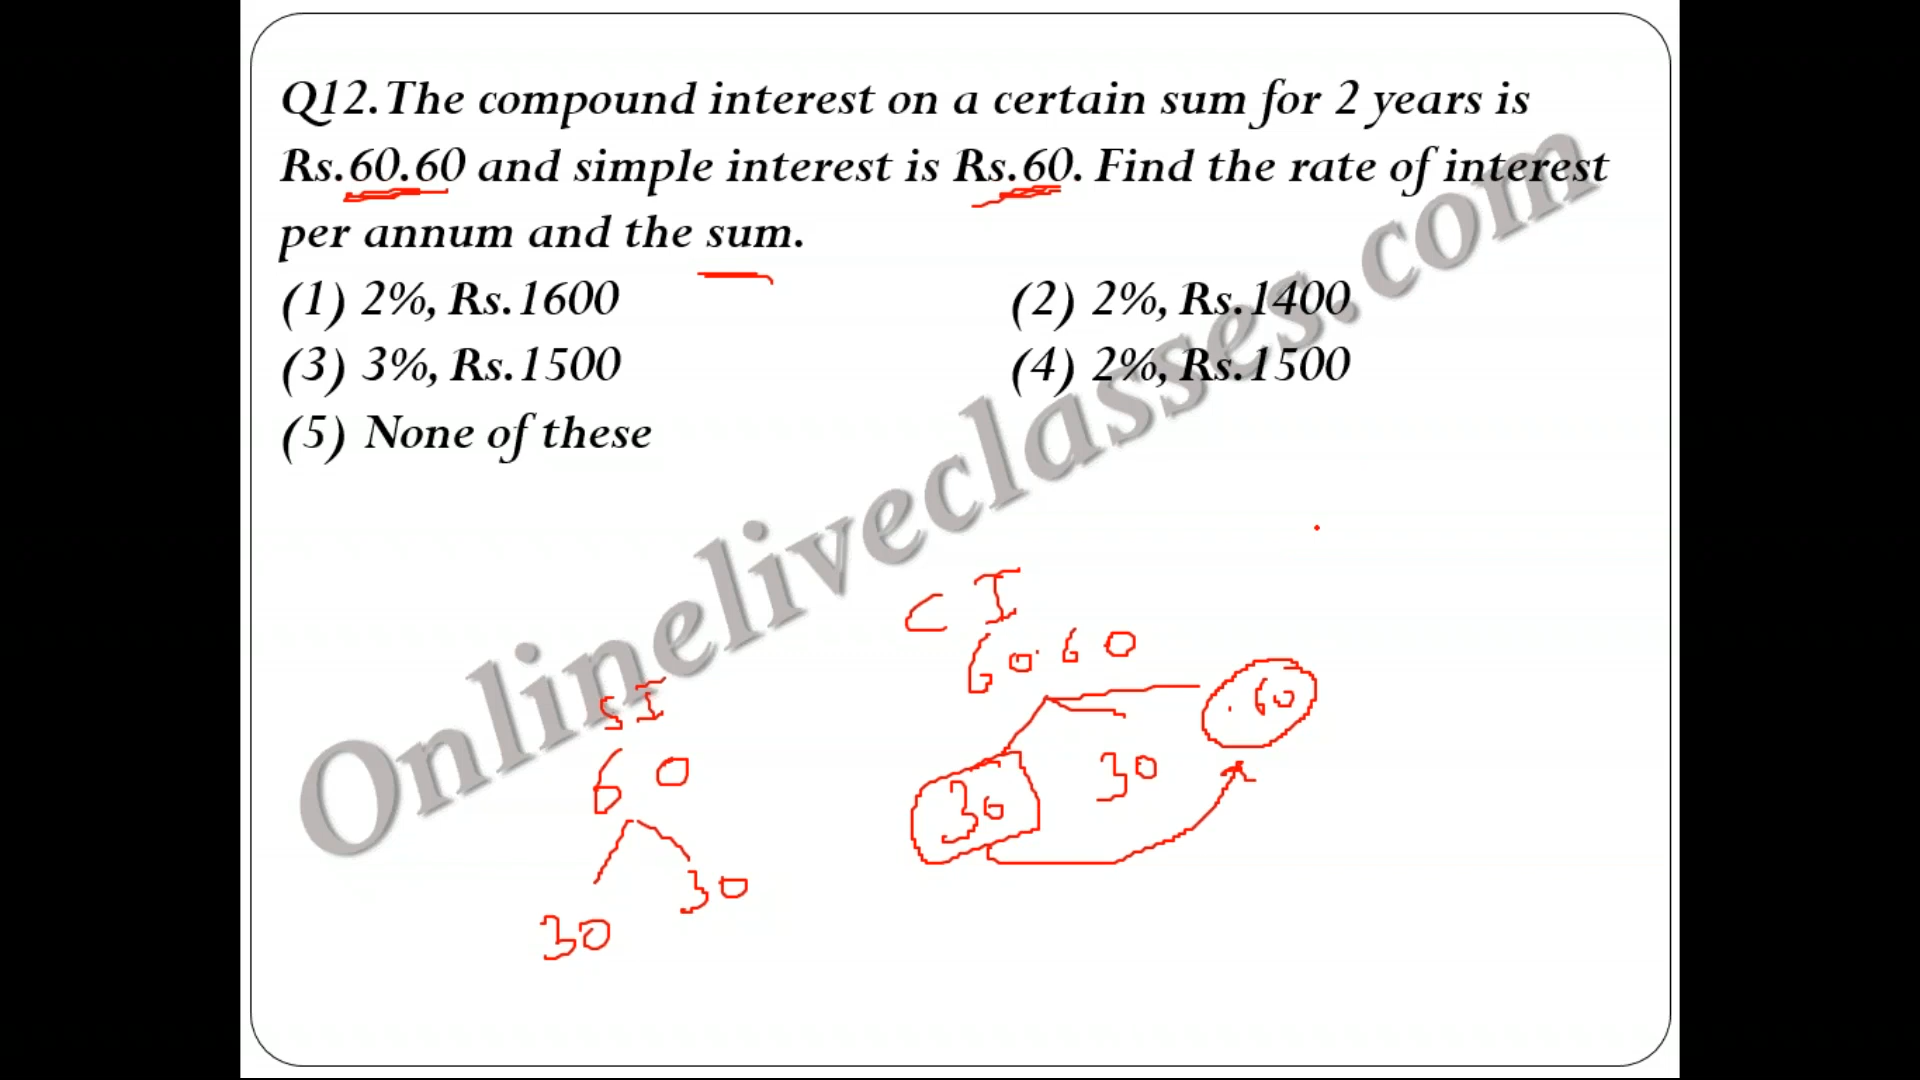 Q12.The compound interest on a certain sum for 2 years is
Rs.60.60 and simple interest is Rs.60. Find the rate of interest
per annum and the sum.
(1) 2%, Rs.1600 (2) 2%, Rs.1400
(3) 3%, Rs.1500 (4) 2%, Rs.1500
(5) None of these
Onlineliveclasses.com
CI
60.60
SI
.60
60
30
30
30
30